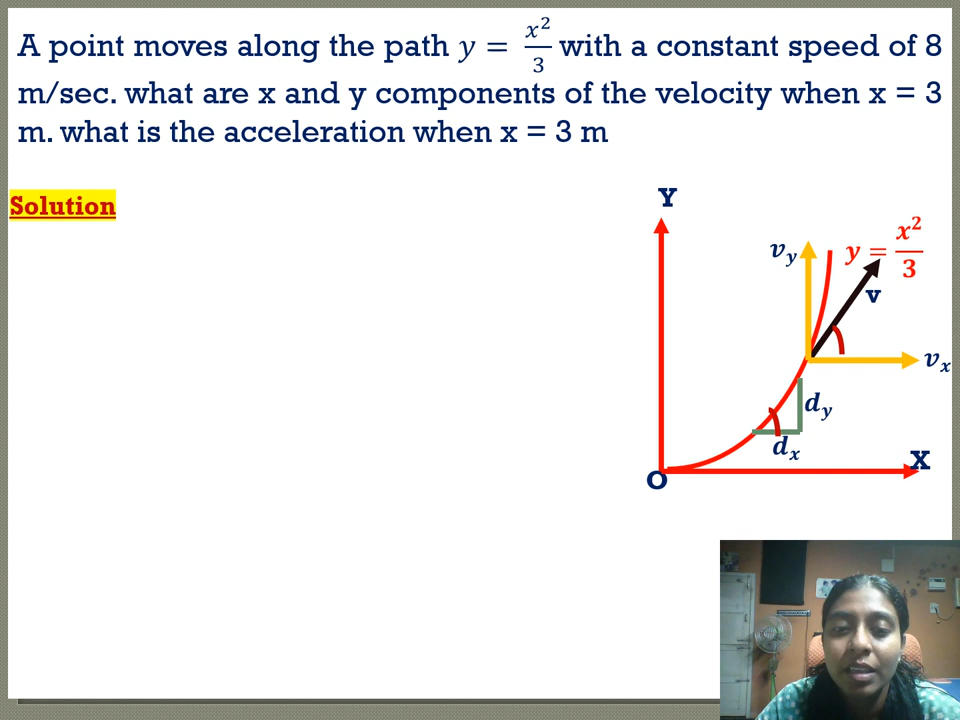 A point moves along the path y = x²/3 with a constant speed of 8
m/sec. what are x and y components of the velocity when x = 3
m. what is the acceleration when x = 3 m
Solution
Y
y = x²/3
v_y
v
v_x
d_y
d_x
X
O